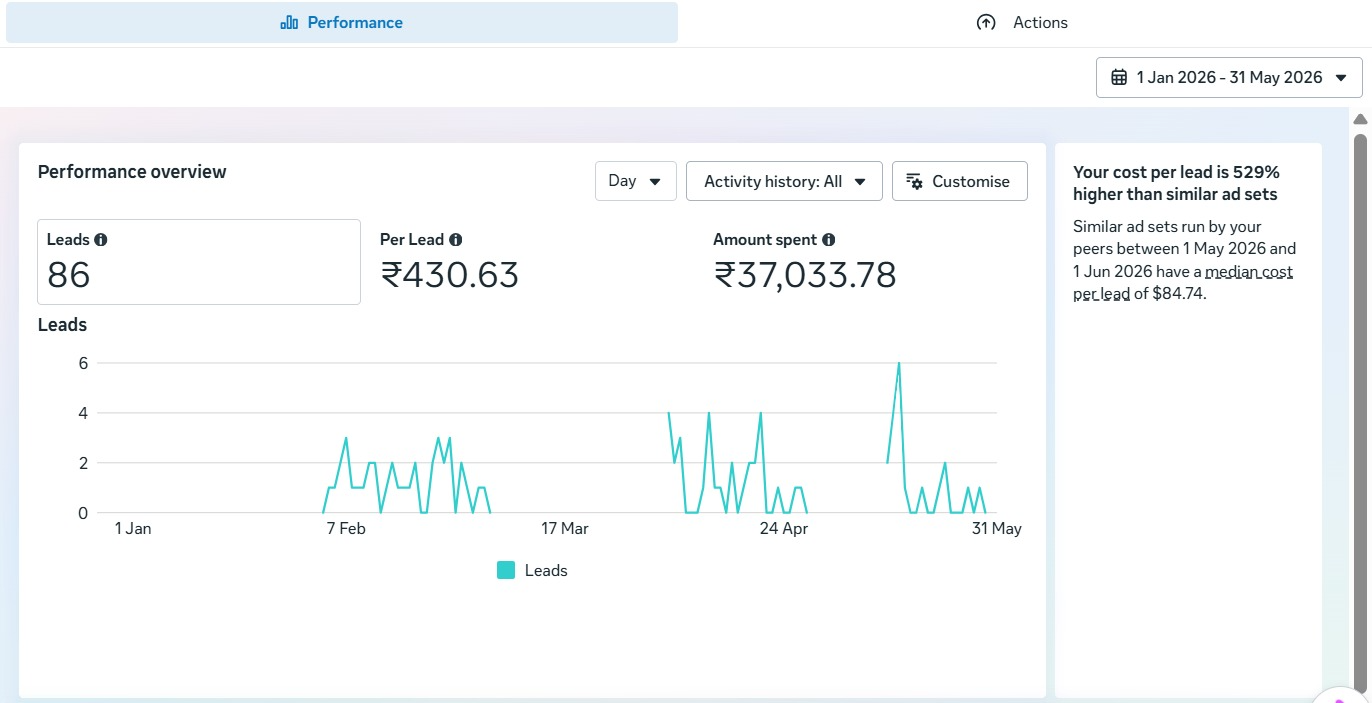 Performance
Actions
1 Jan 2026 - 31 May 2026
Performance overview
Day
Activity history: All
Customise
Leads
86
Per Lead
₹430.63
Amount spent
₹37,033.78
Leads
6
4
2
0
1 Jan
7 Feb
17 Mar
24 Apr
31 May
Leads
Your cost per lead is 529%
higher than similar ad sets
Similar ad sets run by your
peers between 1 May 2026 and
1 Jun 2026 have a median cost
per lead of $84.74.